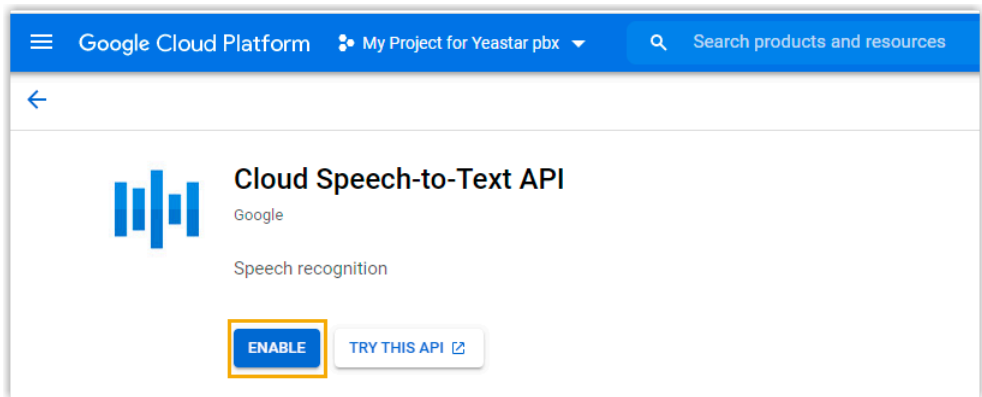 Google Cloud Platform My Project for Yeastar pbx Search products and resources
Cloud Speech-to-Text API
Google
Speech recognition
ENABLE TRY THIS API